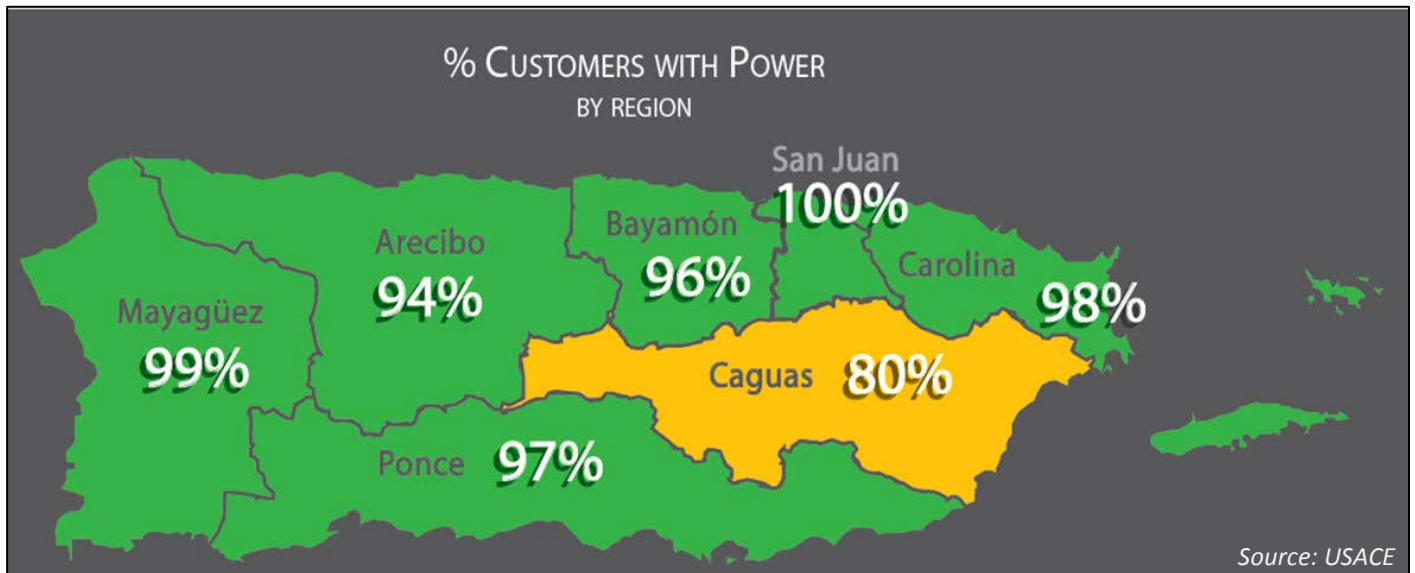 % Customers with Power
by region
San Juan
100%
Bayamón
96%
Arecibo
94%
Carolina
98%
Mayagüez
99%
Caguas 80%
Ponce 97%
Source: USACE